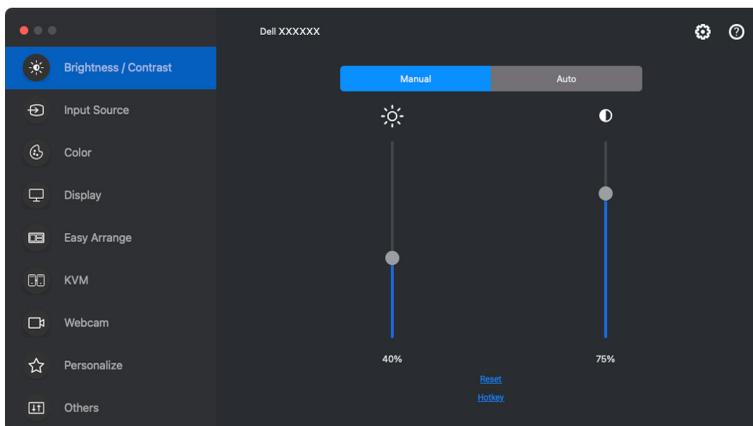 Dell XXXXXX
?
Brightness / Contrast
Input Source
Color
Display
Easy Arrange
KVM
Webcam
Personalize
Others
Manual
Auto
40%
75%
Reset
Hotkey